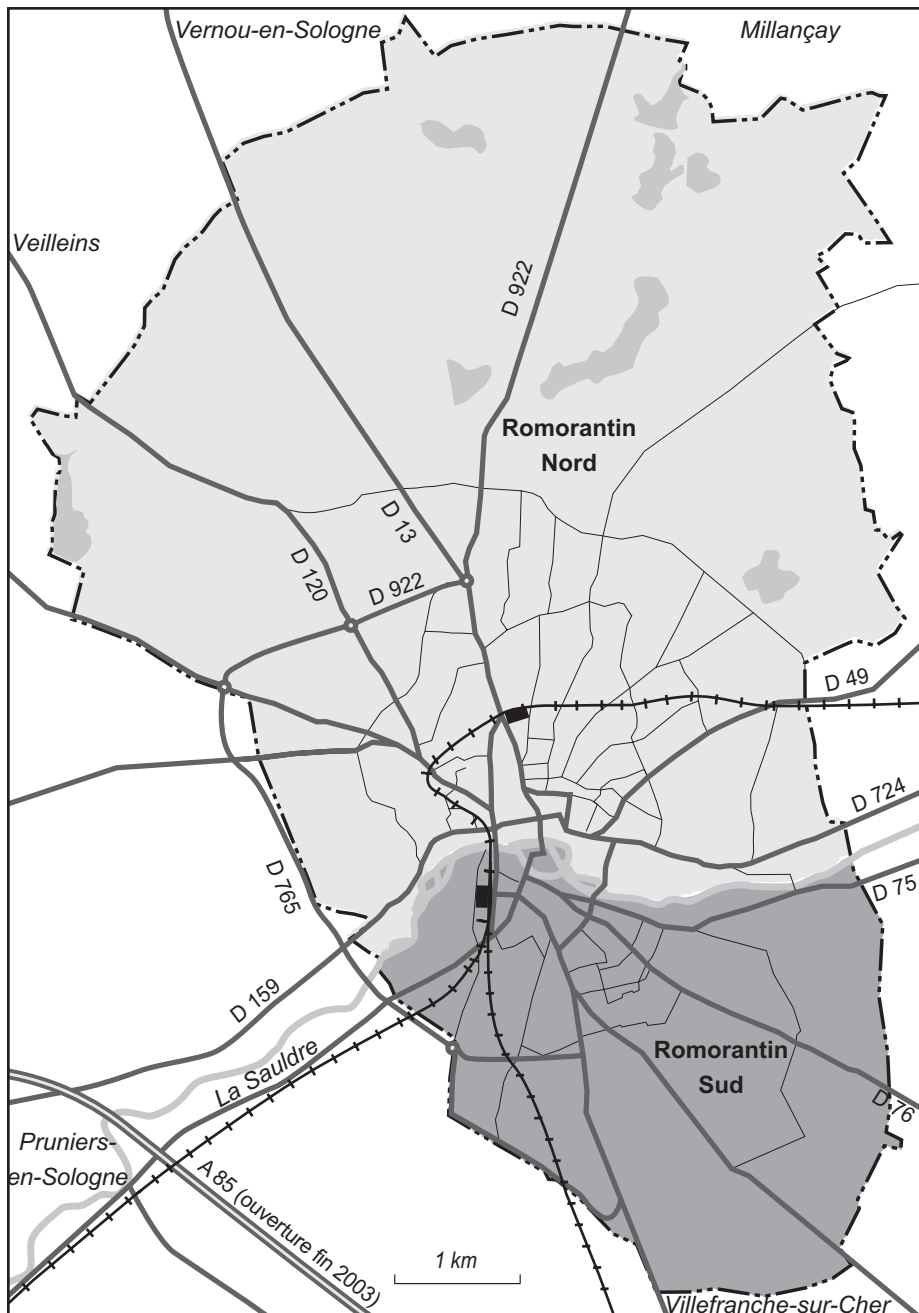 Vernou-en-Sologne
Millançay
Veilleins
D 922
Romorantin
Nord
D 13
D 120
D 922
D 49
D 724
D 75
D 765
D 159
La Sauldre
Romorantin
Sud
D 76
Pruniers-
en-Sologne
A 85 (ouverture fin 2003)
1 km
Villefranche-sur-Cher